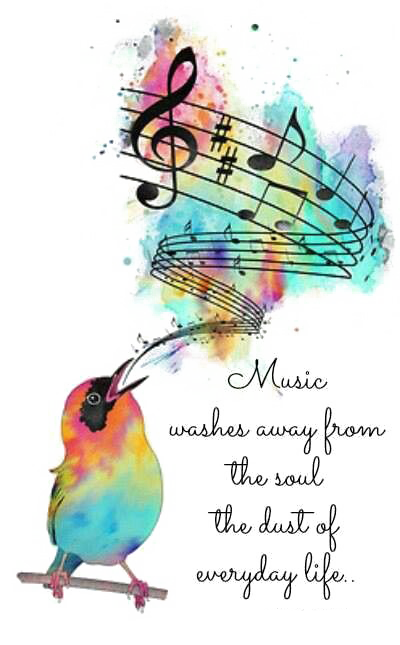 Music
washes away from
the soul
the dust of
everyday life..